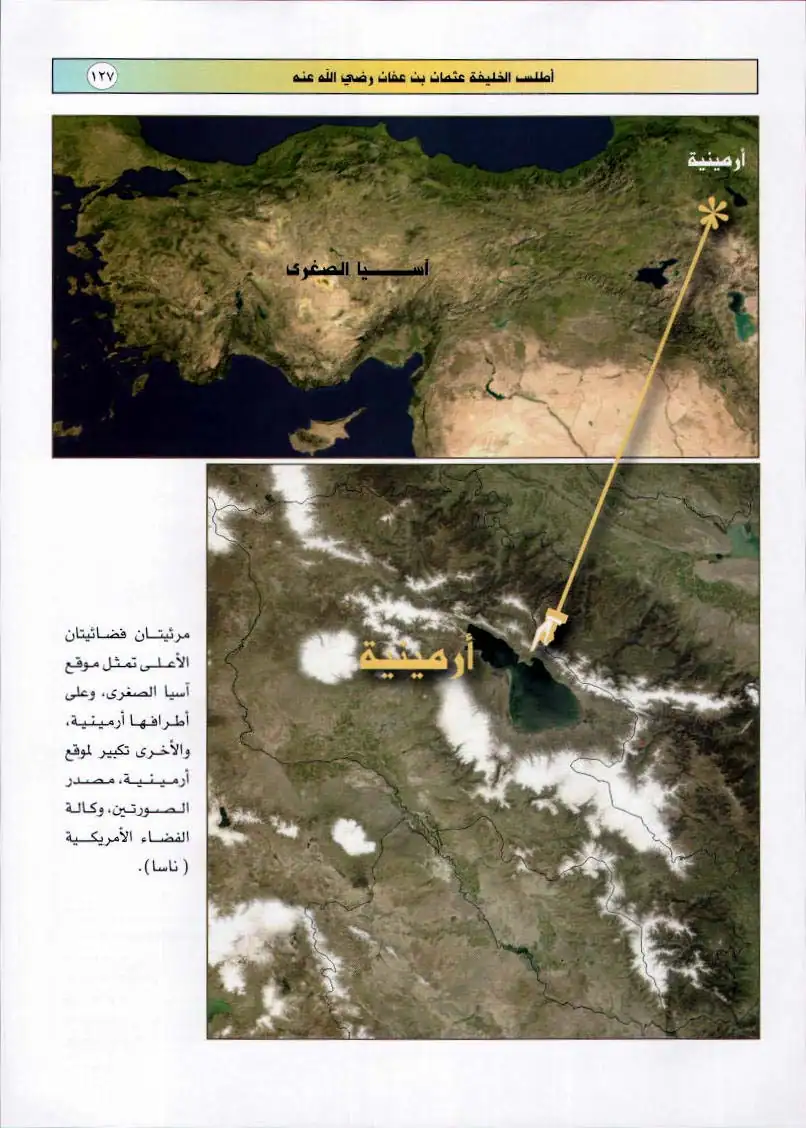 أطلس الخليفة عثمان بن عفان رضي الله عنه
١٢٧
أرمينية
آسيا الصغرى
أرمينية
مرئيتان فضائيتان
الأعلى تمثل موقع
آسيا الصغرى، وعلى
أطرافها أرمينية،
والأخرى تكبير لموقع
أرمينية، مصدر
الصورتين، وكالة
الفضاء الأمريكية
(ناسا).